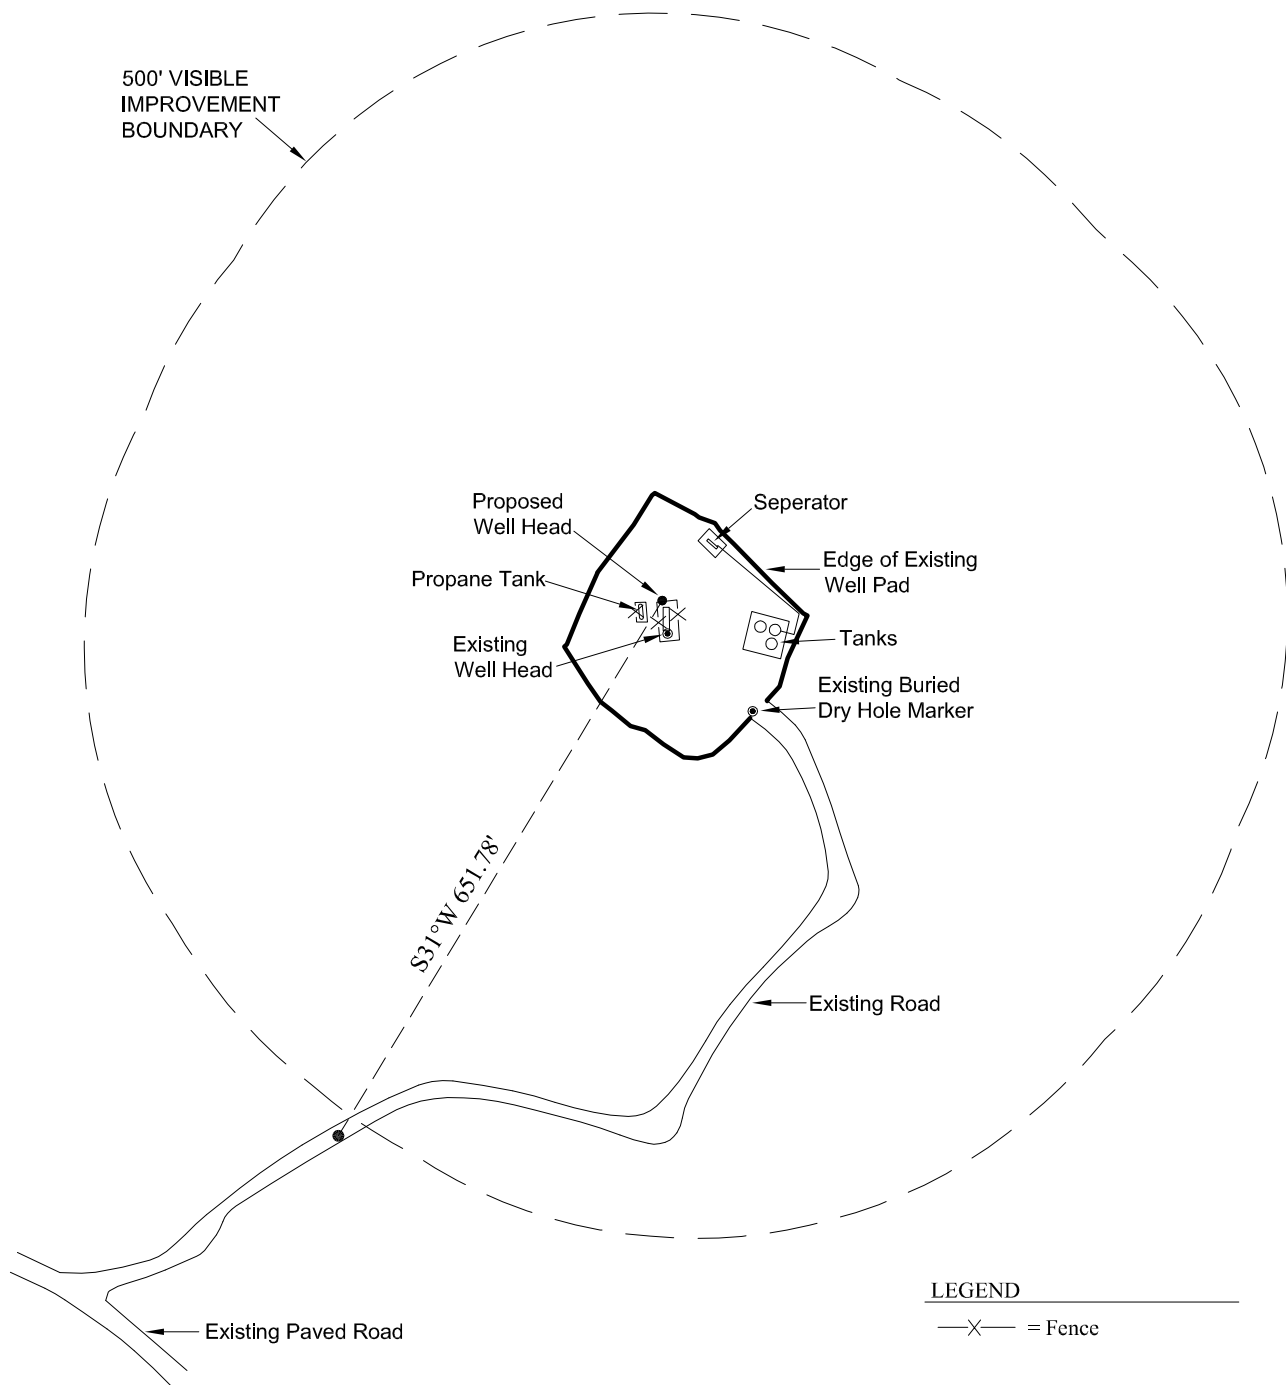 500' VISIBLE
IMPROVEMENT
BOUNDARY
Proposed
Well Head
Seperator
Edge of Existing
Well Pad
Propane Tank
Existing
Well Head
Tanks
Existing Buried
Dry Hole Marker
S31°W 651.78'
Existing Road
Existing Paved Road
LEGEND
X = Fence